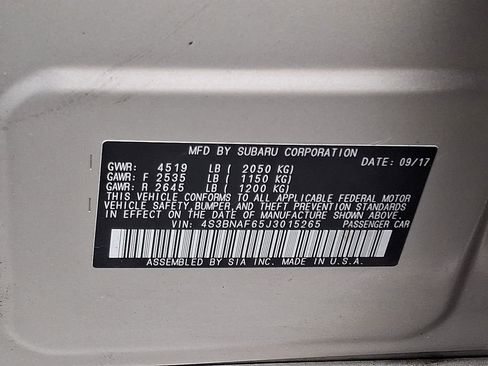 MFD BY SUBARU CORPORATION
DATE: 09/17
GVWR: 4519 LB ( 2050 KG)
GAWR: F 2535 LB ( 1150 KG)
GAWR: R 2645 LB ( 1200 KG)
THIS VEHICLE CONFORMS TO ALL APPLICABLE FEDERAL MOTOR
VEHICLE SAFETY,BUMPER,AND THEFT PREVENTION STANDARDS
IN EFFECT ON THE DATE OF MANUFACTURE SHOWN ABOVE.
VIN: 4S3BNAF65J3015265 PASSENGER CAR
ASSEMBLED BY SIA INC. MADE IN U.S.A.